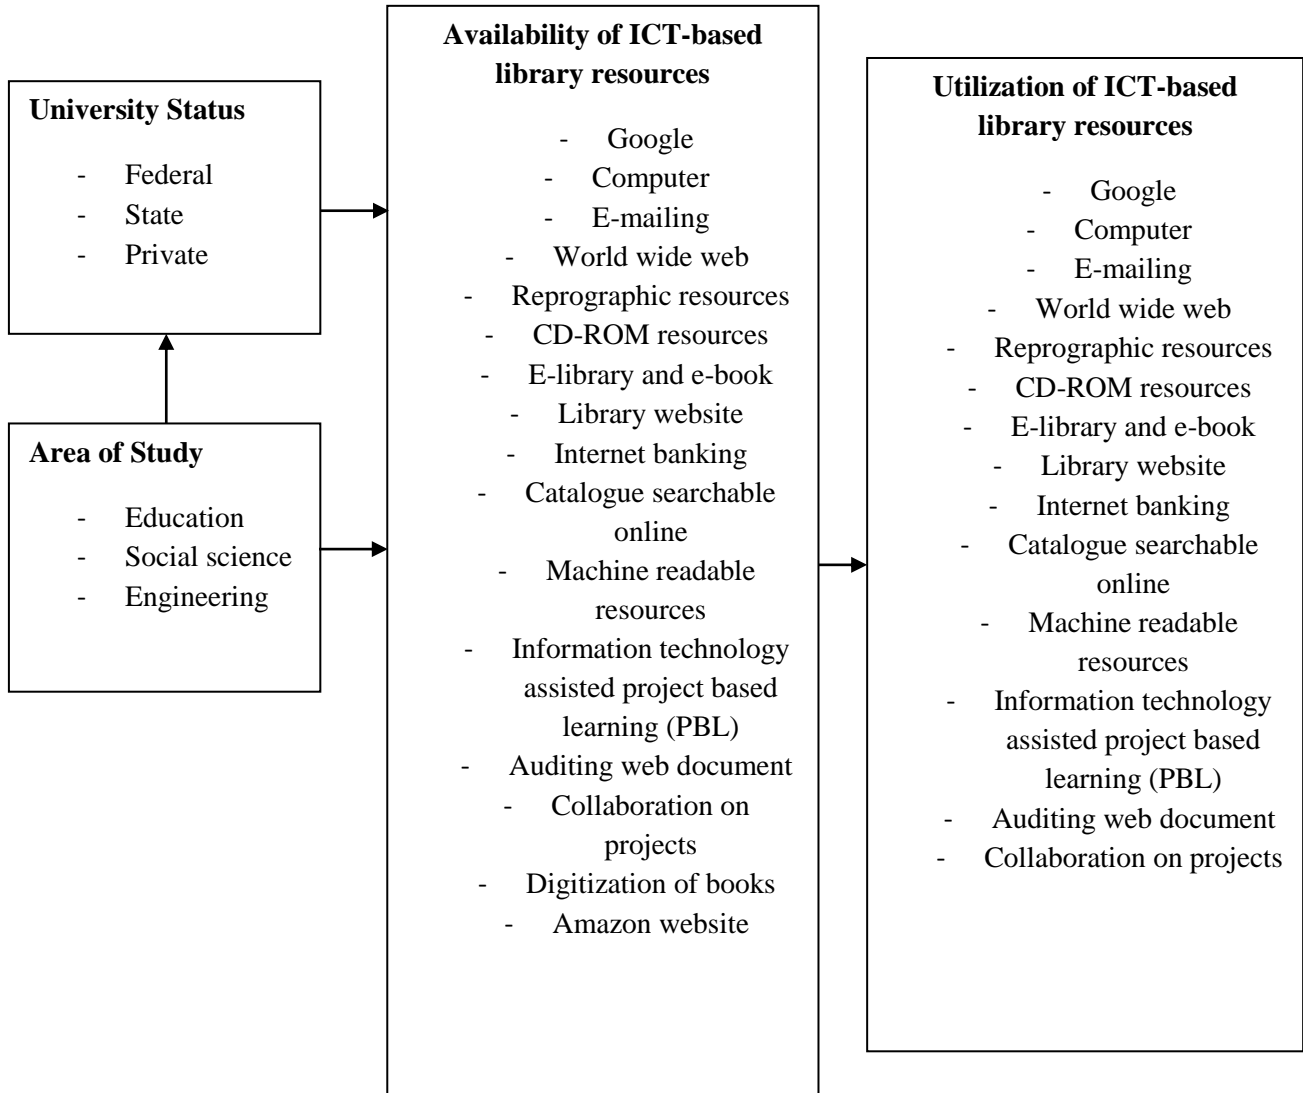 University Status
- Federal
- State
- Private
Area of Study
- Education
- Social science
- Engineering
Availability of ICT-based
library resources
- Google
- Computer
- E-mailing
- World wide web
- Reprographic resources
- CD-ROM resources
- E-library and e-book
- Library website
- Internet banking
- Catalogue searchable
online
- Machine readable
resources
- Information technology
assisted project based
learning (PBL)
- Auditing web document
- Collaboration on
projects
- Digitization of books
- Amazon website
Utilization of ICT-based
library resources
- Google
- Computer
- E-mailing
- World wide web
- Reprographic resources
- CD-ROM resources
- E-library and e-book
- Library website
- Internet banking
- Catalogue searchable
online
- Machine readable
resources
- Information technology
assisted project based
learning (PBL)
- Auditing web document
- Collaboration on projects